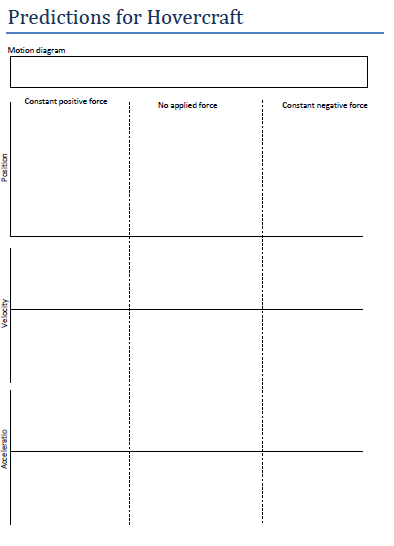 Predictions for Hovercraft
Motion diagram
Constant positive force
No applied force
Constant negative force
Position
Velocity
Acceleratio